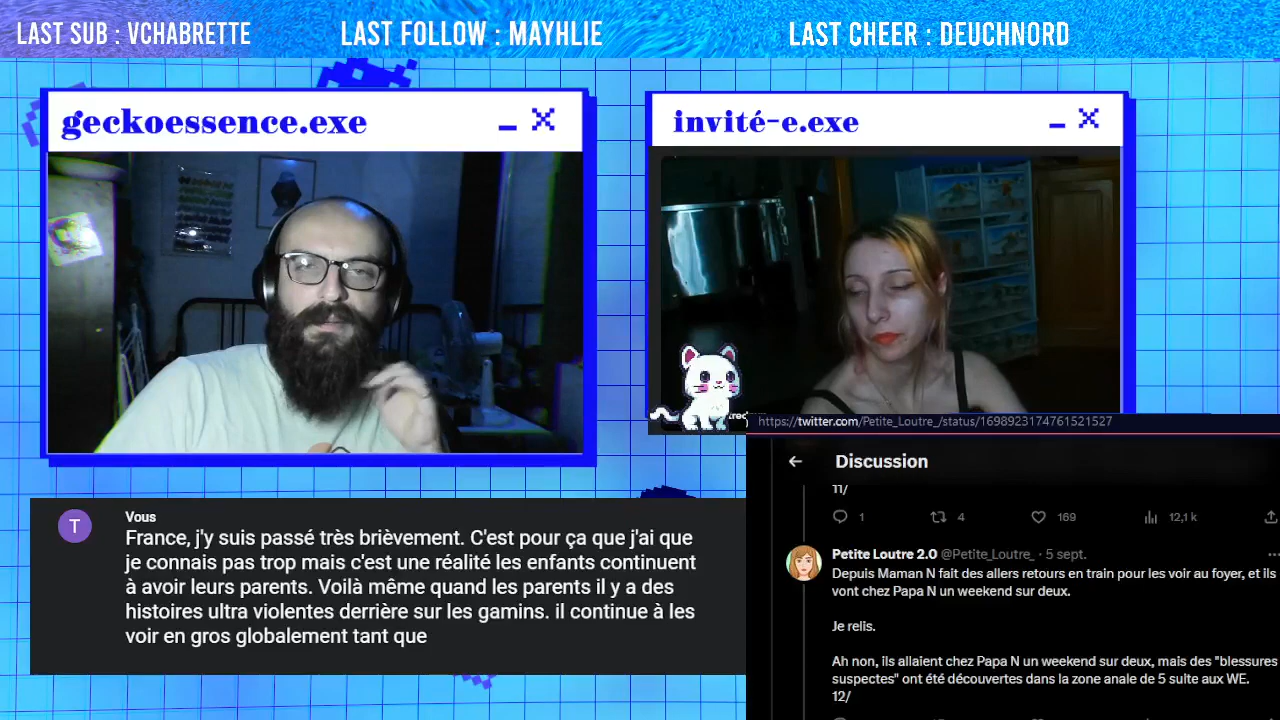 LAST SUB : VCHABRETTE
LAST FOLLOW : MAYHLIE
LAST CHEER : DEUCHNORD
geckoessence.exe
invité-e.exe
https://twitter.com/Petite_Loutre_/status/1698923174761521527
Discussion
11/
1
4
169
12,1 k
Petite Loutre 2.0 @Petite_Loutre_ · 5 sept.
Depuis Maman N fait des allers retours en train pour les voir au foyer, et ils
vont chez Papa N un weekend sur deux.
Je relis.
Ah non, ils allaient chez Papa N un weekend sur deux, mais des "blessures
suspectes" ont été découvertes dans la zone anale de 5 suite aux WE.
12/
T
Vous
France, j'y suis passé très brièvement. C'est pour ça que j'ai que
je connais pas trop mais c'est une réalité les enfants continuent
à avoir leurs parents. Voilà même quand les parents il y a des
histoires ultra violentes derrière sur les gamins. il continue à les
voir en gros globalement tant que